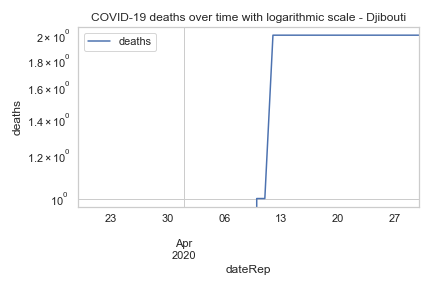 COVID-19 deaths over time with logarithmic scale - Djibouti
deaths
2 × 10⁰
1.8 × 10⁰
1.6 × 10⁰
1.4 × 10⁰
1.2 × 10⁰
10⁰
deaths
23 30 06 13 20 27
Apr
2020
dateRep